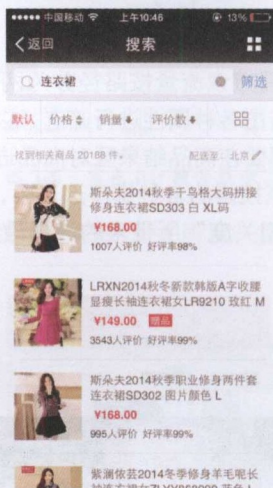 中国移动 上午10:46 13%
返回 搜索
连衣裙 筛选
默认 价格 销量 评价数
找到相关商品 20188 件。 配送至：北京
斯朵夫2014秋季千鸟格大码拼接
修身连衣裙SD303 白 XL码
¥168.00
1007人评价 好评率98%
LRXN2014秋冬新款韩版A字收腰
显瘦长袖连衣裙女LR9210 玫红 M
¥149.00 赠品
3543人评价 好评率99%
斯朵夫2014秋季职业修身两件套
连衣裙SD302 图片颜色 L
¥168.00
995人评价 好评率99%
紫澜依芸2014冬季修身羊毛呢长